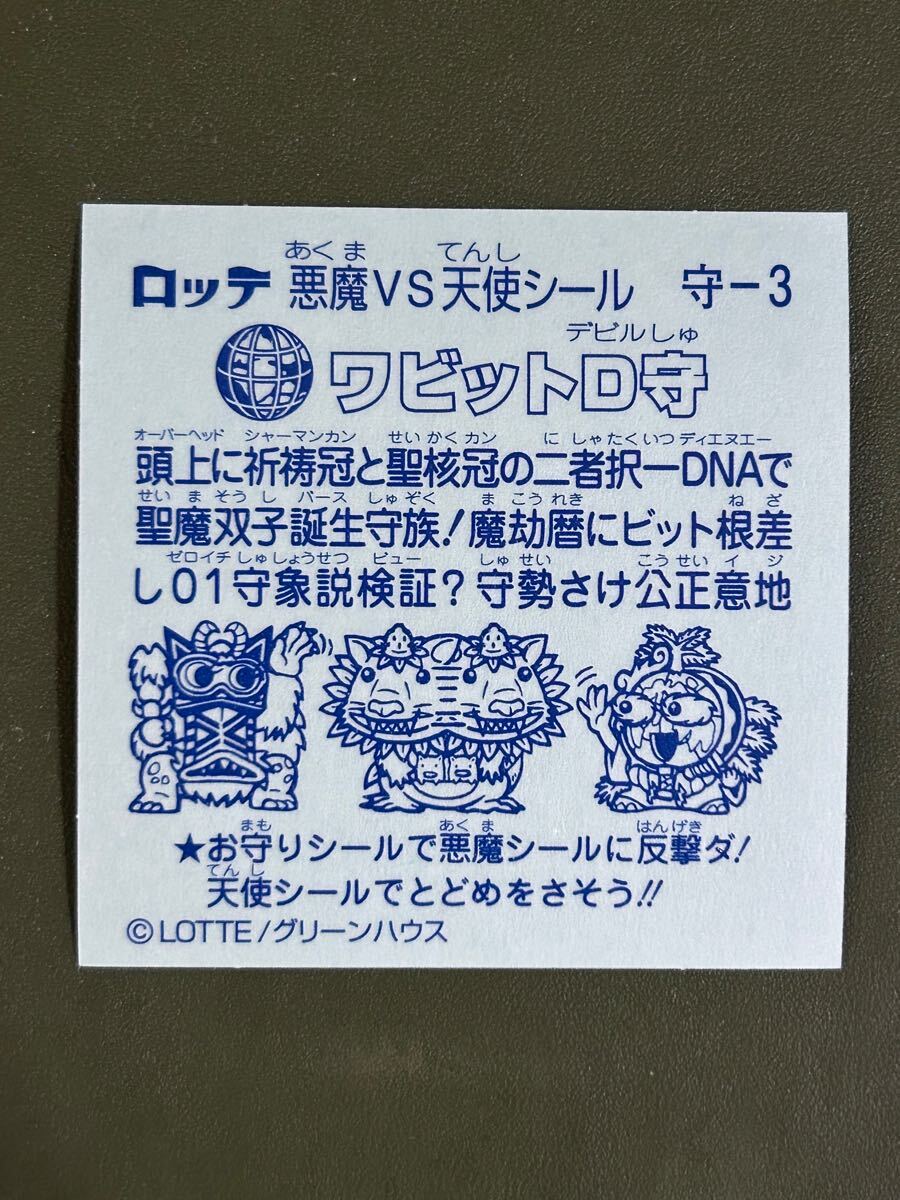 あくま てんし
ロッテ 悪魔VS天使シール 守-3
デビルしゅ
ワビットD守
オーバーヘッド シャーマンカン せいかくカン にしゃたくいつディエヌエー
頭上に祈祷冠と聖核冠の二者択一DNAで
せいまそうしバースしゅぞく まこうれき ねざ
聖魔双子誕生守族!魔劫暦にビット根差
ゼロイチしゅしょうせつビュー しゅせい こうせいイジ
し01守象説検証?守勢さけ公正意地
まも あくま はんげき
★お守りシールで悪魔シールに反撃ダ!
てんし
天使シールでとどめをさそう!!
©LOTTE/グリーンハウス